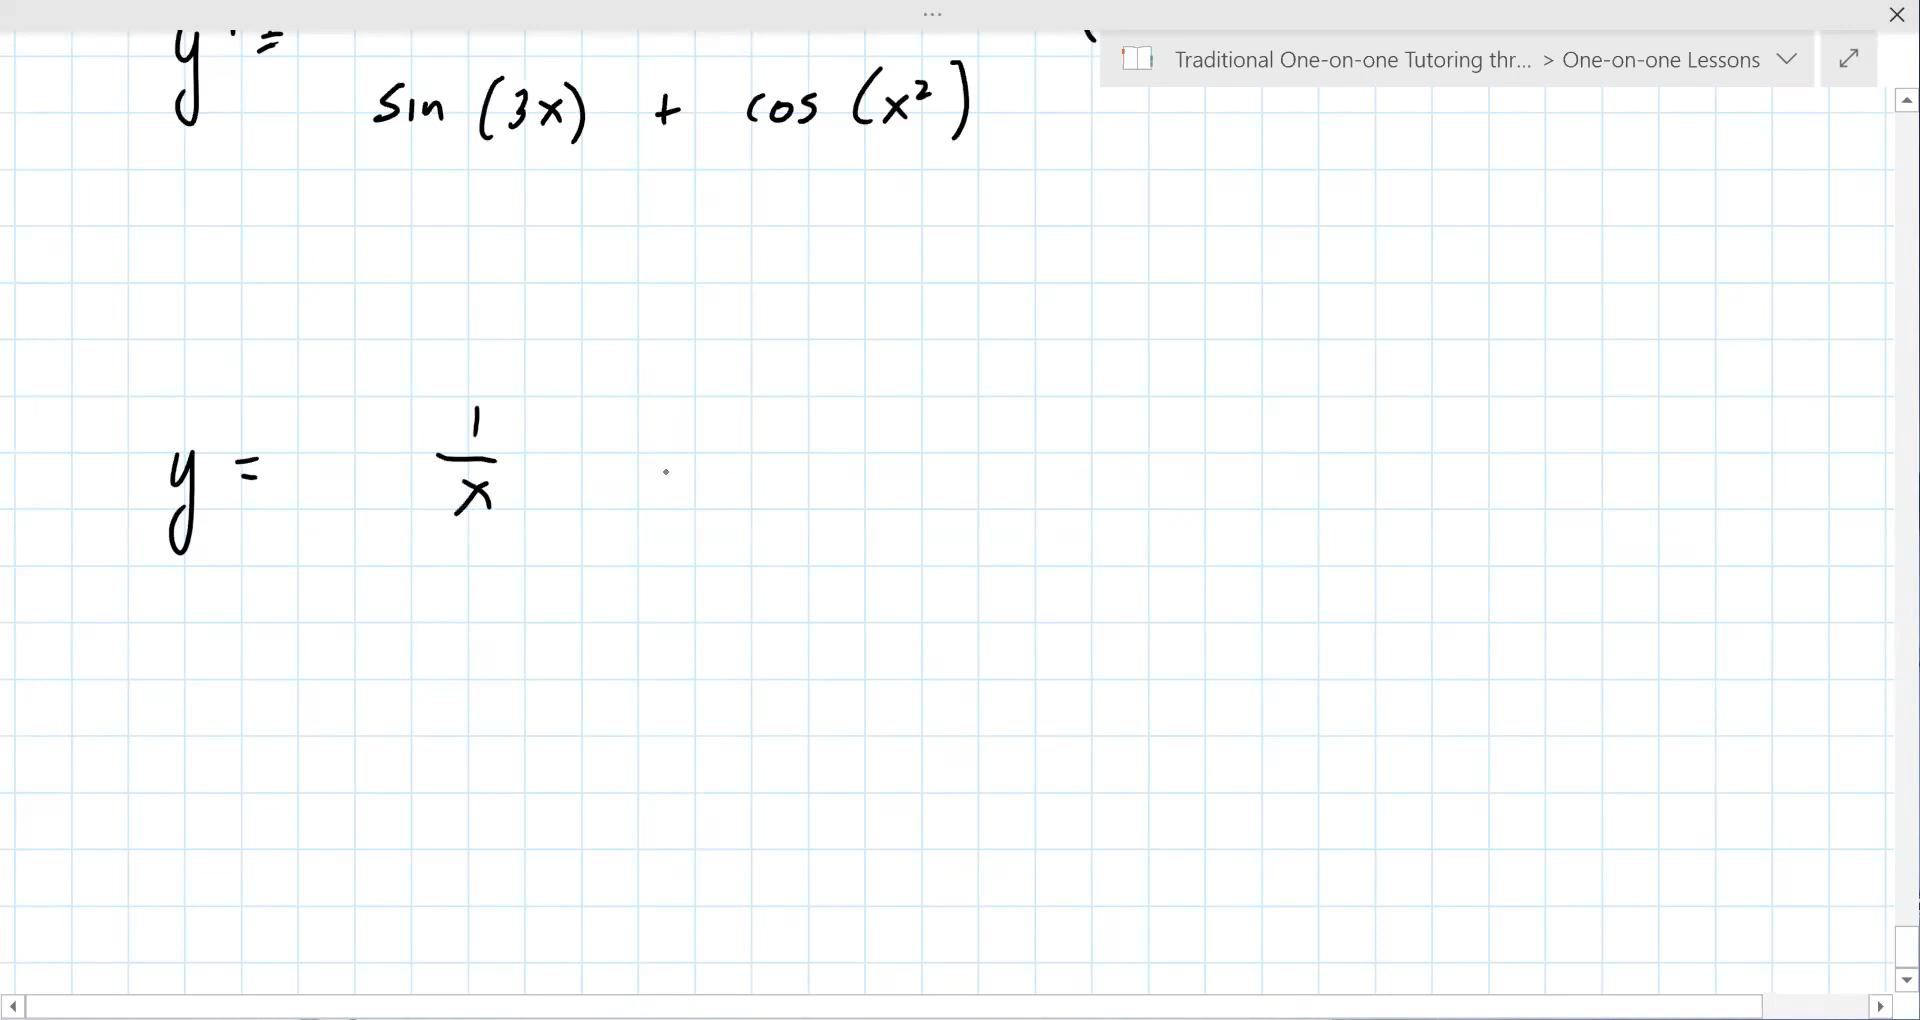 ...
Traditional One-on-one Tutoring thr... > One-on-one Lessons
y =
sin (3x) + cos (x²)
y = 1/x